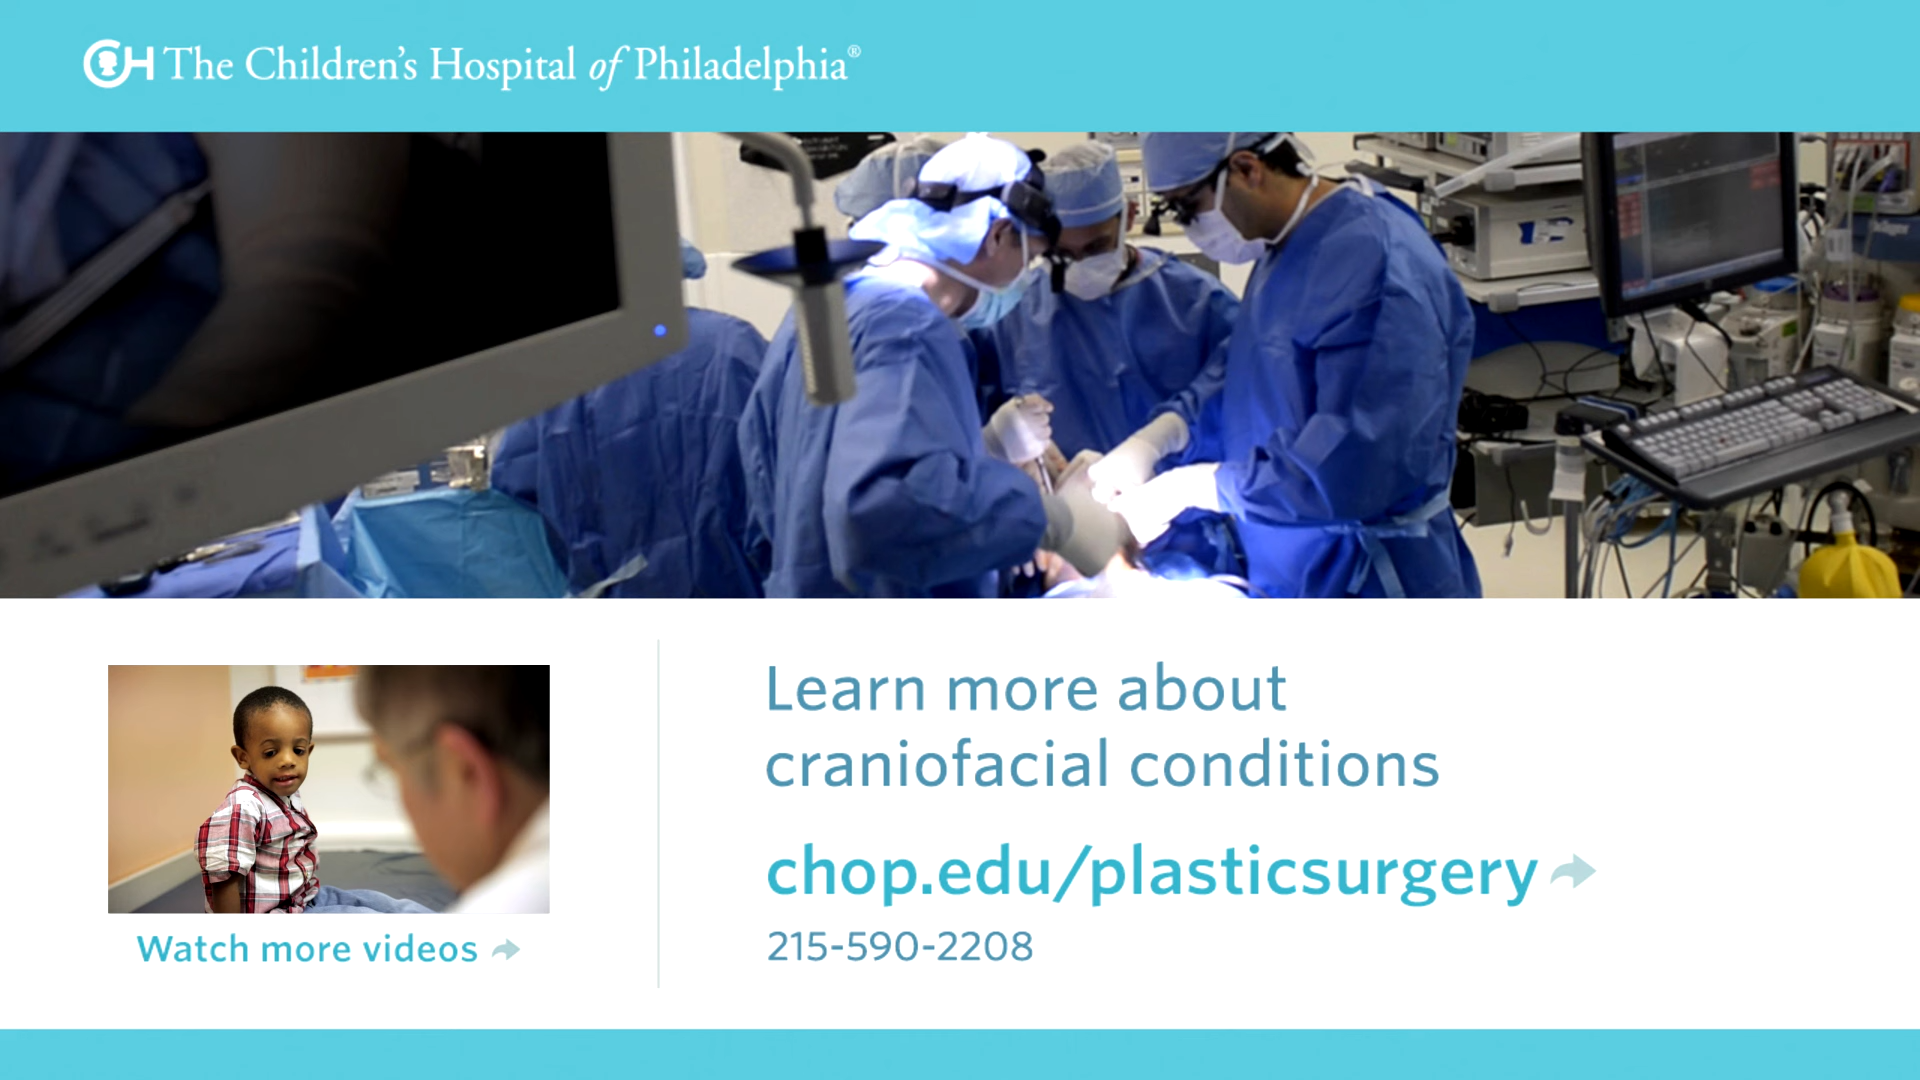 CH The Children's Hospital of Philadelphia®
Learn more about
craniofacial conditions
chop.edu/plasticsurgery
215-590-2208
Watch more videos